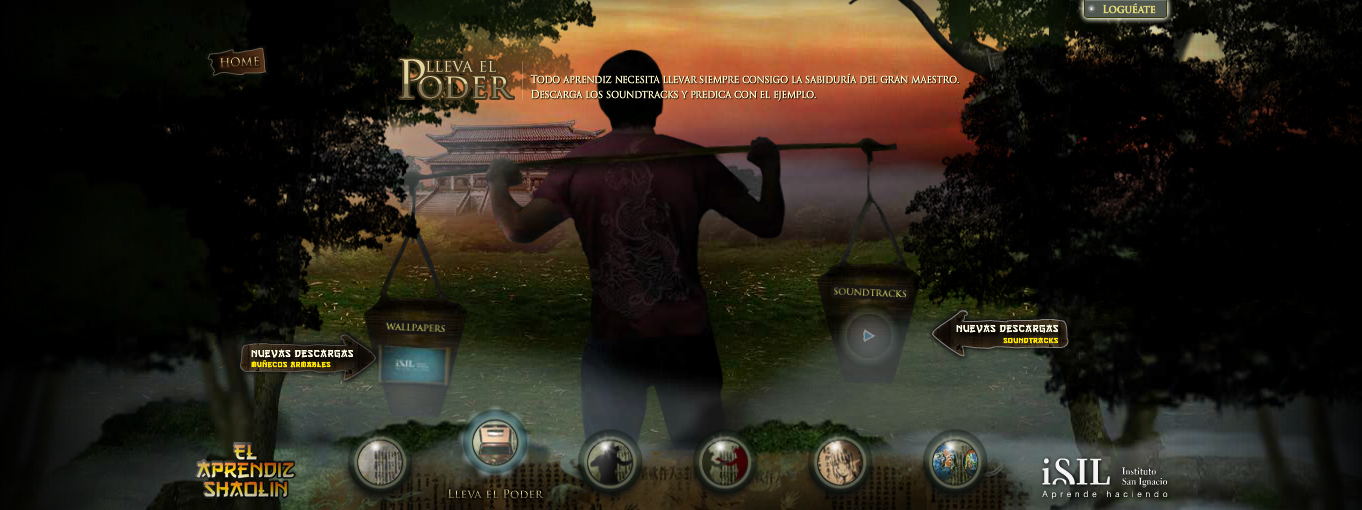 LOGUÉATE
HOME
LLEVA EL
PODER
TODO APRENDIZ NECESITA LLEVAR SIEMPRE CONSIGO LA SABIDURÍA DEL GRAN MAESTRO.
DESCARGA LOS SOUNDTRACKS Y PREDICA CON EL EJEMPLO.
SOUNDTRACKS
WALLPAPERS
NUEVAS DESCARGAS
SOUNDTRACKS
NUEVAS DESCARGAS
MUÑECOS ARMABLES
iSIL
EL
APRENDIZ
SHAOLIN
LLEVA EL PODER
iSIL Instituto
San Ignacio
Aprende haciendo